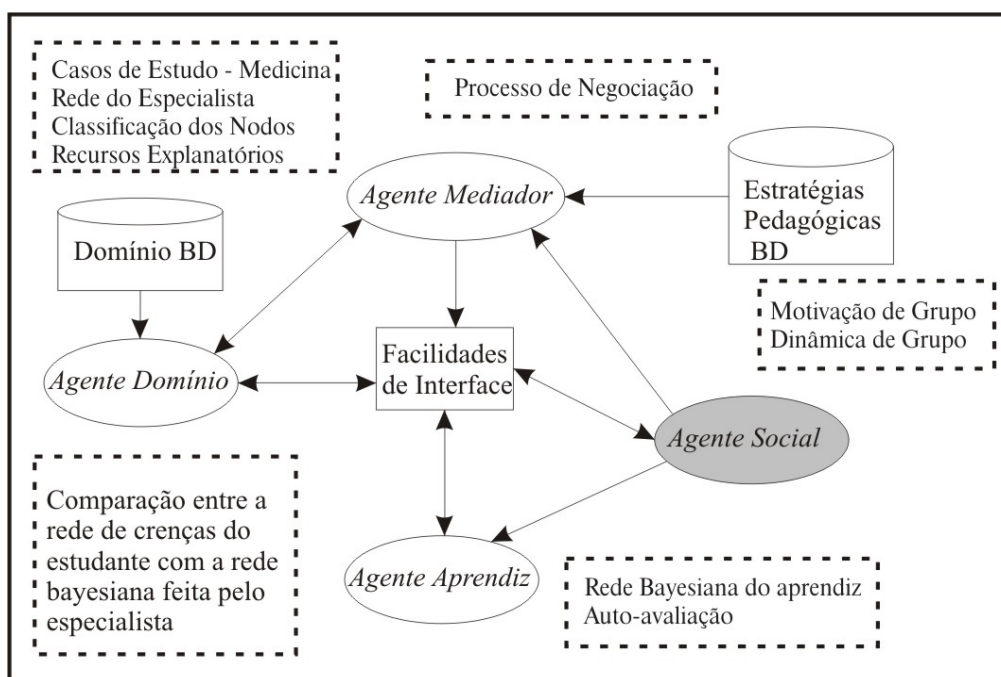 Casos de Estudo - Medicina
Rede do Especialista
Classificação dos Nodos
Recursos Explanatórios
Processo de Negociação
Agente Mediador
Estratégias
Pedagógicas
BD
Domínio BD
Motivação de Grupo
Dinâmica de Grupo
Agente Domínio
Facilidades
de Interface
Agente Social
Comparação entre a
rede de crenças do
estudante com a rede
bayesiana feita pelo
especialista
Agente Aprendiz
Rede Bayesiana do aprendiz
Auto-avaliação